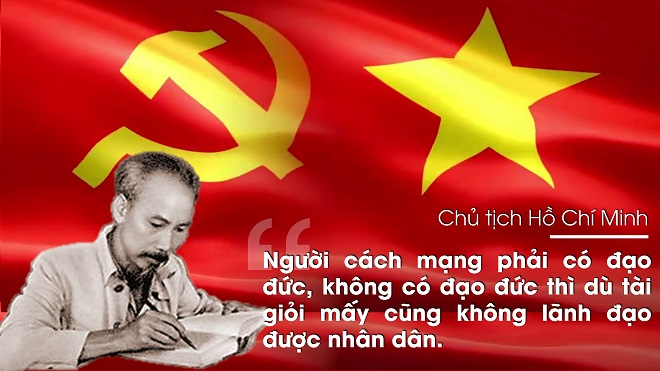 Chủ tịch Hồ Chí Minh
“
Người cách mạng phải có đạo
đức, không có đạo đức thì dù tài
giỏi mấy cũng không lãnh đạo
được nhân dân.